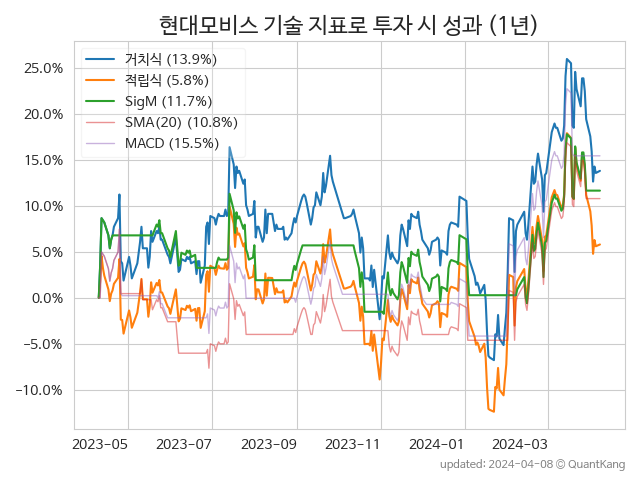 현대모비스 기술 지표로 투자 시 성과 (1년)
거치식 (13.9%)
적립식 (5.8%)
SigM (11.7%)
SMA(20) (10.8%)
MACD (15.5%)
25.0%
20.0%
15.0%
10.0%
5.0%
0.0%
−5.0%
−10.0%
2023-05 2023-07 2023-09 2023-11 2024-01 2024-03
updated: 2024-04-08 © QuantKang